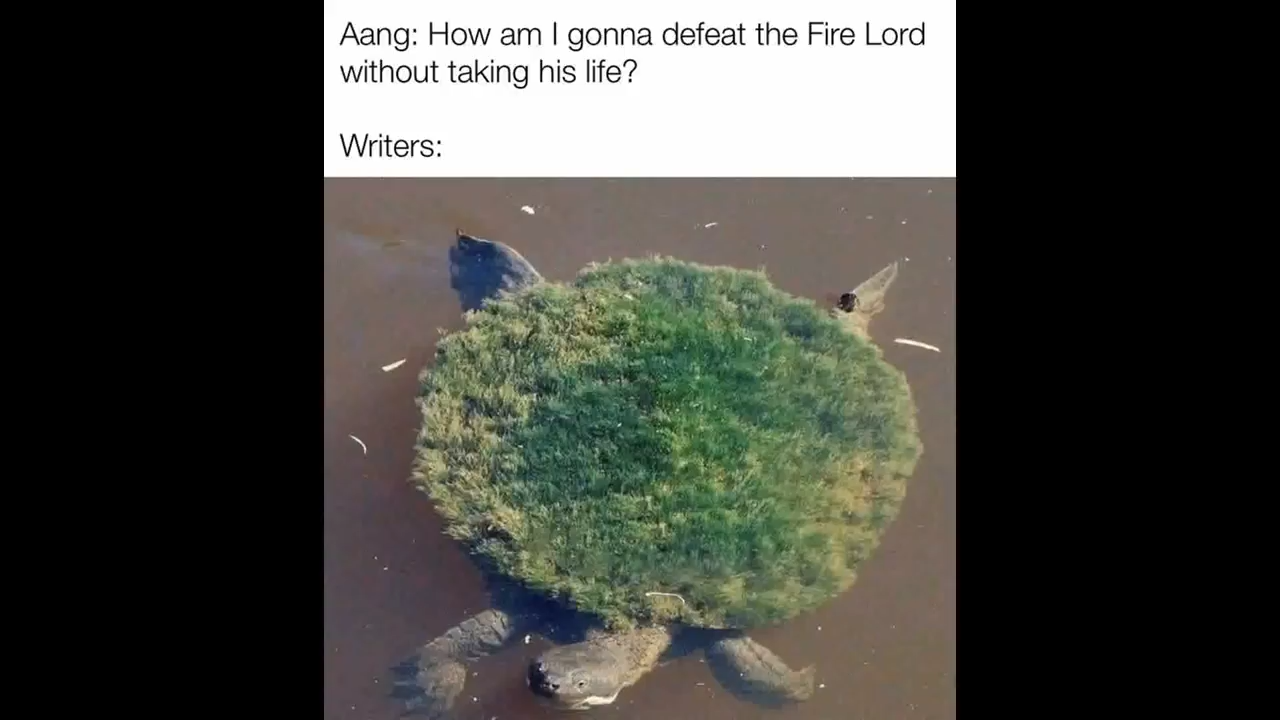 Aang: How am I gonna defeat the Fire Lord
without taking his life?
Writers: